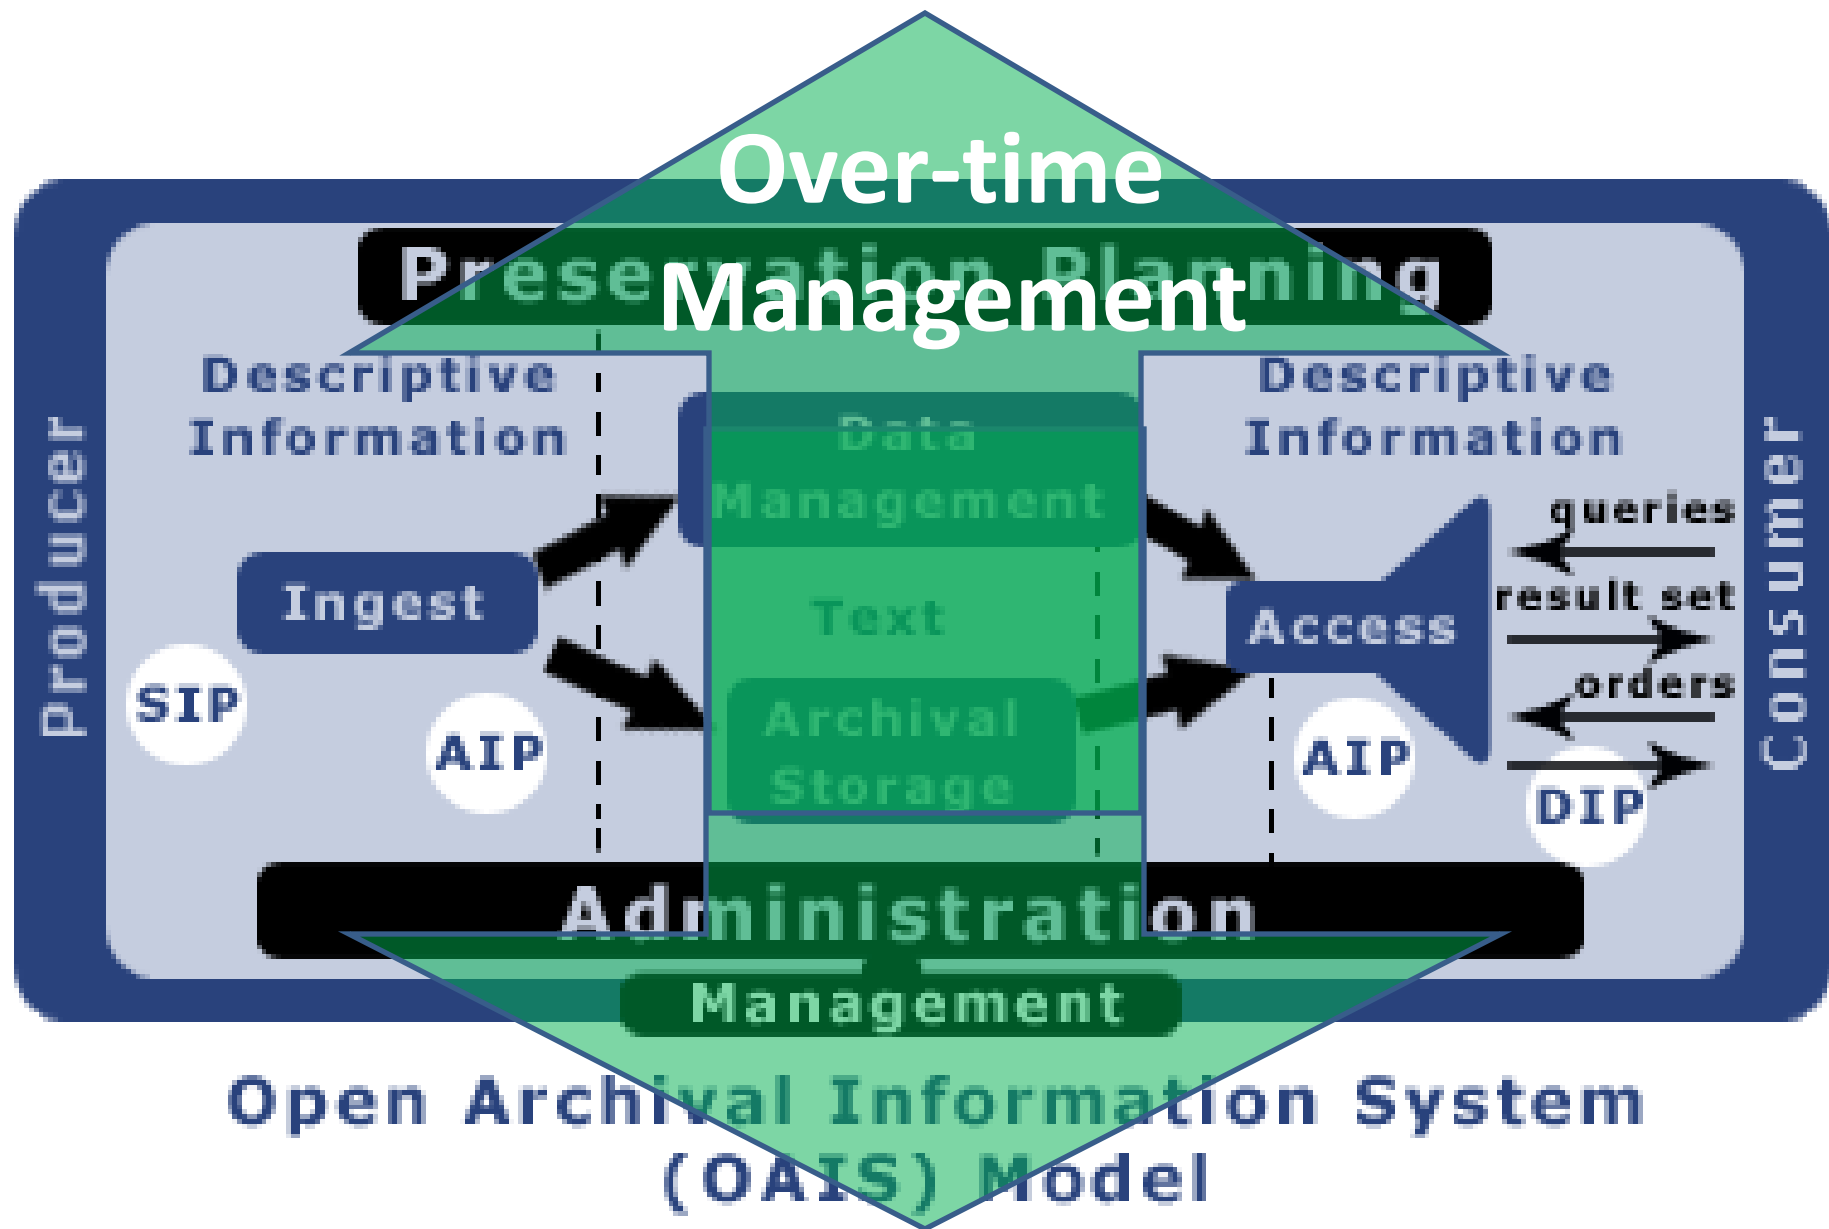 Over-time
Management
Preservation Planning
Descriptive
Information
Descriptive
Information
Producer
Consumer
Data
Management
Ingest
Text
Access
queries
result set
orders
SIP
AIP
Archival
Storage
AIP
DIP
Administration
Management
Open Archival Information System
(OAIS) Model